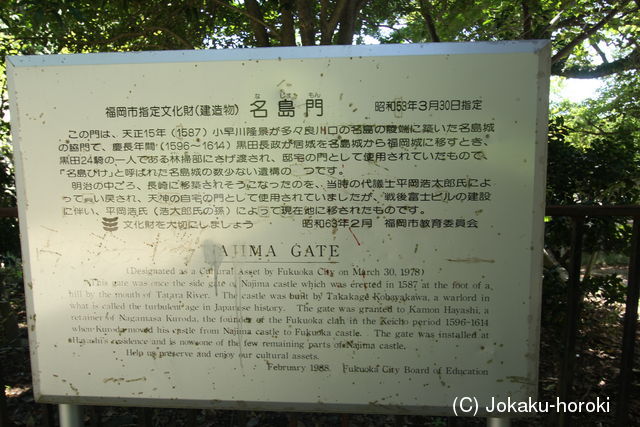 なじまもん
福岡市指定文化財(建造物) 名島門 昭和53年3月30日指定
この門は、天正15年(1587)小早川隆景が多々良川口の名島の陵端に築いた名島城
の脇門で、慶長年間(1596-1614)黒田長政が居城を名島城から福岡城に移すとき、
黒田24騎の一人である林掃部にさげ渡され、邸宅の門として使用されていたもので、
「名島ひけ」と呼ばれた名島城の数少ない遺構の つです。
明治の中ごろ、長崎に移築されそうになったのを、当時の代議士平岡浩太郎氏によ
って買い戻され、天神の自宅の門として使用されていましたが、戦後富士ビルの建設
に伴い、平岡浩氏(浩太郎氏の孫)によって現在地に移されたものです。
文化財を大切にしましょう 昭和63年2月 福岡市教育委員会
NAJIMA GATE
(Designated as a Cultural Asset by Fukuoka City on March 30, 1978)
This gate was once the side gate of Najima castle which was erected in 1587 at the foot of a
hill by the mouth of Tatara River. The castle was built by Takakage Kobayakawa, a warlord in
what is called the turbulent age in Japanese history. The gate was granted to Kamon Hayashi, a
retainer of Nagamasa Kuroda, the founder of the Fukuoka clan in the Keicho period 1596-1614
when Kuroda moved his castle from Najima castle to Fukuoka castle. The gate was installed at
Hayashi's residence and is now one of the few remaining parts of Najima castle.
Help us preserve and enjoy our cultural assets.
February 1988. Fukuoka City Board of Education
(C) Jokaku-horoki